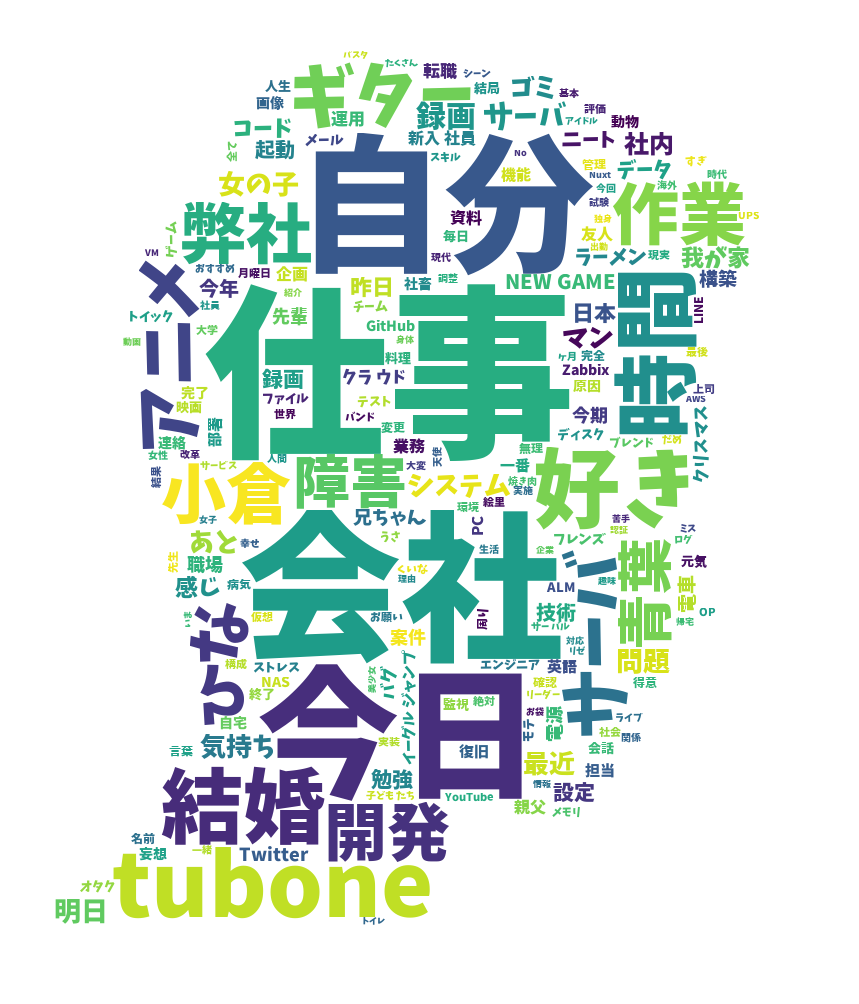 パスタ
たくさん
転職
シーン
人生
ギター
結局
ゴミ
基本
画像
運用
録画
サーバ
アイドル
評価
動物
コード
メール
新入 社員
ニート
社内
起動
自分
スキル
No
管理
データ
すぎ
女の子
機能
Nuxt
今回
海外
時代
試験
弊社
資料
独身
作業
UPS
ゲーム
毎日
友人
出動
VM
現代
ラーメン
現実
我が家
おすすめ
月曜日
企画
社畜
調整
NEW GAME
構築
アニメ
今年
昨日
時間
社員
紹介
チーム
日本
LINE
トイック
先輩
GitHub
仕事
マン
大学
身体
動画
料理
ヶ月
完全
最後
録画
クラウド
Zabbix
完了
原因
上司
ファイル
テスト
AWS
映画
世界
バンド
今期
クリスマス
部署
変更
ディスク
ブレンド
だめ
連絡
業務
無理
女性
改革
人間
天使
結果
サービス
大変
一番
小倉
障害
システム
焼き肉
実施
好き
絵里
女子
兄ちゃん
環境
苦手
あと
うさ
PC
フレンズ
認証
ミス
ログ
幸せ
会社
生活
企業
サーバ
青葉
先生
職場
くいな
元気
感じ
病気
理由
ALM
趣味
電車
まい
仮想
お願い
周り
技術
OP
ならら
案件
サーバル
帰宅
対応
リゼ
構成
ストレス
エンジニア
英語
問題
美少女
バグ
イーグル ジャンプ
NAS
確認
得意
終了
今日
監視
絶対
リーダー
自宅
お袋
ライブ
モテ
電源
社会
関係
言葉
気持ち
実装
復旧
会話
勉強
最近
担当
結婚
子どもたち
YouTube
情報
設定
開発
親父
メモリ
名前
妄想
一緒
Twitter
オタク
tubone
明日
トイレ